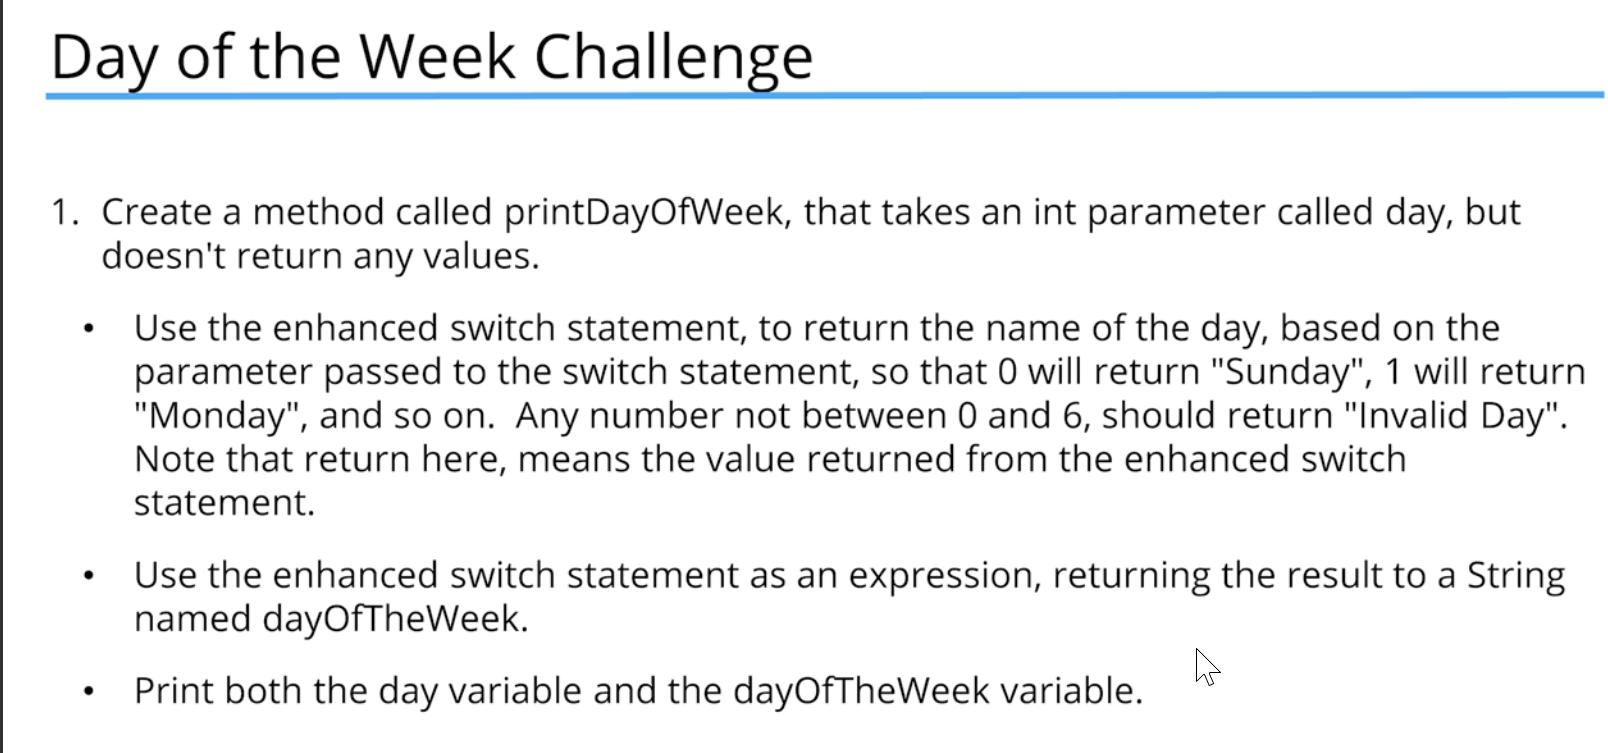 Day of the Week Challenge
1. Create a method called printDayOfWeek, that takes an int parameter called day, but
doesn't return any values.
• Use the enhanced switch statement, to return the name of the day, based on the
parameter passed to the switch statement, so that 0 will return "Sunday", 1 will return
"Monday", and so on.  Any number not between 0 and 6, should return "Invalid Day".
Note that return here, means the value returned from the enhanced switch
statement.
• Use the enhanced switch statement as an expression, returning the result to a String
named dayOfTheWeek.
• Print both the day variable and the dayOfTheWeek variable.